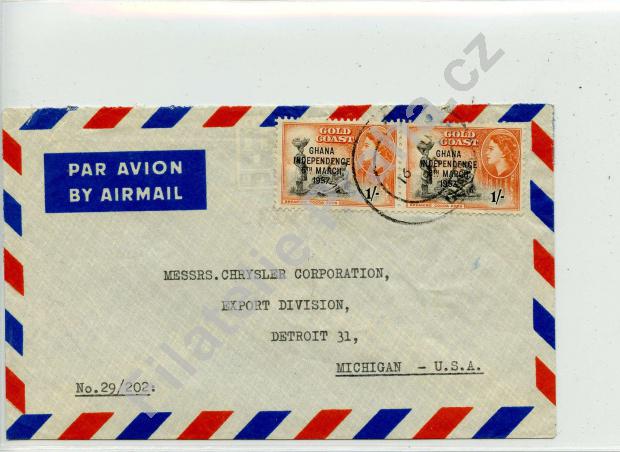 PAR AVION
BY AIRMAIL
GOLD
COAST
GHANA
INDEPENDENCE
6TH MARCH
1957
1/-
GOLD
COAST
GHANA
INDEPENDENCE
6TH MARCH
1957
1/-
MESSRS.CHRYSLER CORPORATION,
EXPORT DIVISION,
DETROIT 31,
MICHIGAN - U.S.A.
No.29/202.